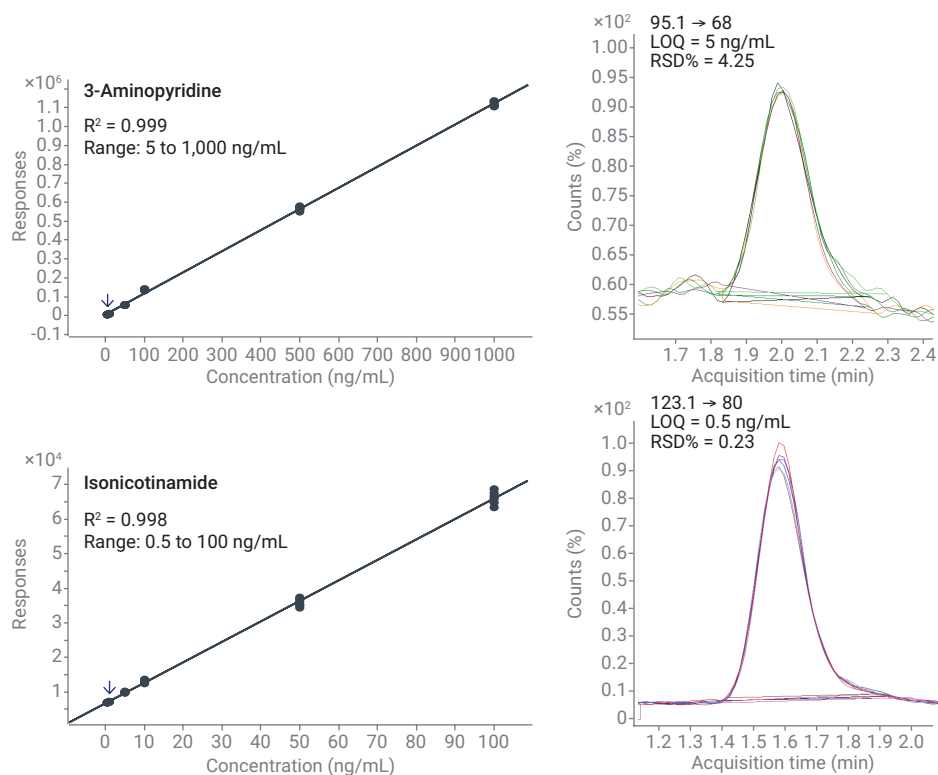 ×10⁶
3-Aminopyridine
R² = 0.999
Range: 5 to 1,000 ng/mL
Responses
1.1
1.0
0.9
0.8
0.7
0.6
0.5
0.4
0.3
0.2
0.1
0
-0.1
0 100 200 300 400 500 600 700 800 900 1000
Concentration (ng/mL)
×10²
95.1 → 68
LOQ = 5 ng/mL
RSD% = 4.25
Counts (%)
1.00
0.95
0.90
0.85
0.80
0.75
0.70
0.65
0.60
0.55
1.7 1.8 1.9 2.0 2.1 2.2 2.3 2.4
Acquisition time (min)
×10⁴
Isonicotinamide
R² = 0.998
Range: 0.5 to 100 ng/mL
Responses
7
6
5
4
3
2
1
0 10 20 30 40 50 60 70 80 90 100
Concentration (ng/mL)
×10²
123.1 → 80
LOQ = 0.5 ng/mL
RSD% = 0.23
Counts (%)
1.0
0.9
0.8
0.7
0.6
0.5
0.4
0.3
0.2
0.1
0
1.2 1.3 1.4 1.5 1.6 1.7 1.8 1.9 2.0
Acquisition time (min)